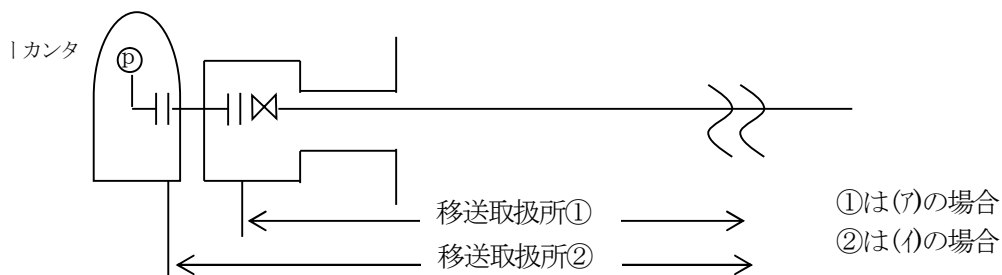 ｜カンタ
p
移送取扱所①
移送取扱所②
①は(ｱ)の場合
②は(ｲ)の場合